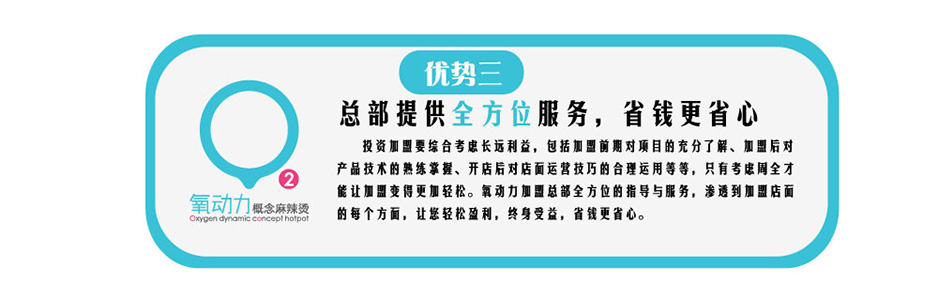 优势三
总部提供全方位服务，省钱更省心
投资加盟要综合考虑长远利益，包括加盟前期对项目的充分了解、加盟后对
产品技术的熟练掌握、开店后对店面运营技巧的合理运用等等，只有考虑周全才
能让加盟变得更加轻松。氧动力加盟总部全方位的指导与服务，渗透到加盟店面
的每个方面，让您轻松盈利，终身受益，省钱更省心。
2
氧动力概念麻辣烫
Oxygen dynamic concept hotpot